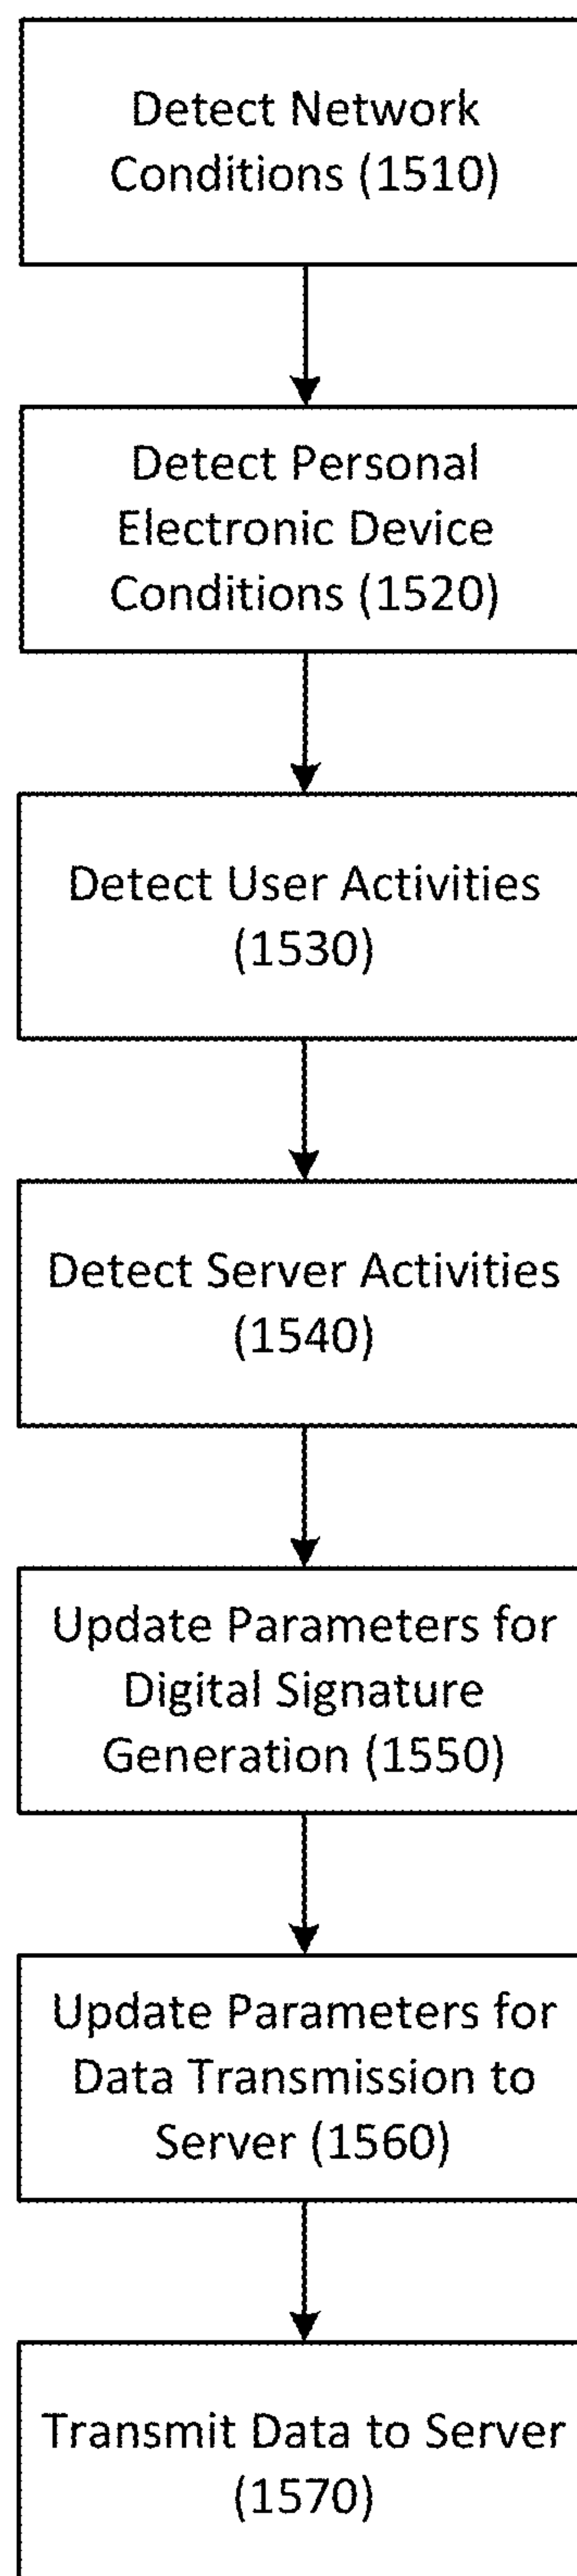 Detect Network
Conditions (1510)
Detect Personal
Electronic Device
Conditions (1520)
Detect User Activities
(1530)
Detect Server Activities
(1540)
Update Parameters for
Digital Signature
Generation (1550)
Update Parameters for
Data Transmission to
Server (1560)
Transmit Data to Server
(1570)